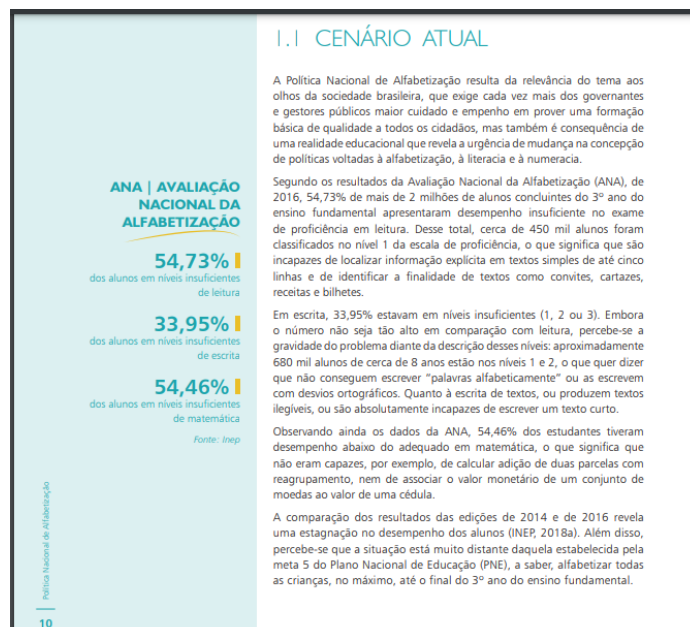 1.1 CENÁRIO ATUAL
A Política Nacional de Alfabetização resulta da relevância do tema aos
olhos da sociedade brasileira, que exige cada vez mais dos governantes
e gestores públicos maior cuidado e empenho em prover uma formação
básica de qualidade a todos os cidadãos, mas também é consequência de
uma realidade educacional que revela a urgência de mudança na concepção
de políticas voltadas à alfabetização, à literacia e à numeracia.
Segundo os resultados da Avaliação Nacional da Alfabetização (ANA), de
2016, 54,73% de mais de 2 milhões de alunos concluintes do 3º ano do
ensino fundamental apresentaram desempenho insuficiente no exame
de proficiência em leitura. Desse total, cerca de 450 mil alunos foram
classificados no nível 1 da escala de proficiência, o que significa que são
incapazes de localizar informação explícita em textos simples de até cinco
linhas e de identificar a finalidade de textos como convites, cartazes,
receitas e bilhetes.
Em escrita, 33,95% estavam em níveis insuficientes (1, 2 ou 3). Embora
o número não seja tão alto em comparação com leitura, percebe-se a
gravidade do problema diante da descrição desses níveis: aproximadamente
680 mil alunos de cerca de 8 anos estão nos níveis 1 e 2, o que quer dizer
que não conseguem escrever “palavras alfabeticamente” ou as escrevem
com desvios ortográficos. Quanto à escrita de textos, ou produzem textos
ilegíveis, ou são absolutamente incapazes de escrever um texto curto.
Observando ainda os dados da ANA, 54,46% dos estudantes tiveram
desempenho abaixo do adequado em matemática, o que significa que
não eram capazes, por exemplo, de calcular adição de duas parcelas com
reagrupamento, nem de associar o valor monetário de um conjunto de
moedas ao valor de uma cédula.
A comparação dos resultados das edições de 2014 e de 2016 revela
uma estagnação no desempenho dos alunos (INEP, 2018a). Além disso,
percebe-se que a situação está muito distante daquela estabelecida pela
meta 5 do Plano Nacional de Educação (PNE), a saber, alfabetizar todas
as crianças, no máximo, até o final do 3º ano do ensino fundamental.
ANA | AVALIAÇÃO
NACIONAL DA
ALFABETIZAÇÃO
54,73%
dos alunos em níveis insuficientes
de leitura
33,95%
dos alunos em níveis insuficientes
de escrita
54,46%
dos alunos em níveis insuficientes
de matemática
Fonte: Inep
Política Nacional de Alfabetização
10